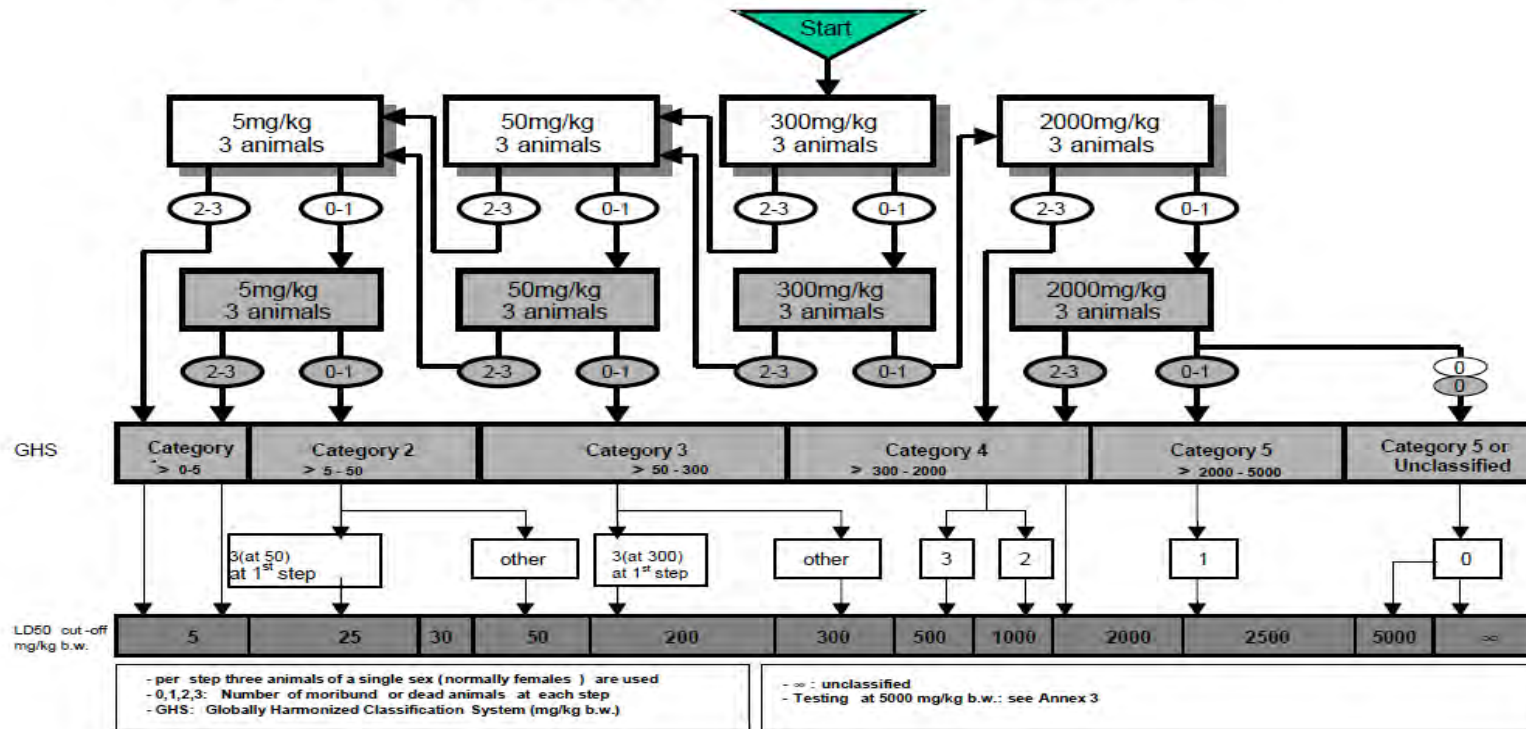 Start
5mg/kg
3 animals
50mg/kg
3 animals
300mg/kg
3 animals
2000mg/kg
3 animals
2-3
0-1
2-3
0-1
2-3
0-1
2-3
0-1
5mg/kg
3 animals
50mg/kg
3 animals
300mg/kg
3 animals
2000mg/kg
3 animals
2-3
0-1
2-3
0-1
2-3
0-1
2-3
0-1
0
0
GHS
Category
> 0-5
Category 2
> 5 - 50
Category 3
> 50 - 300
Category 4
> 300 - 2000
Category 5
> 2000 - 5000
Category 5 or
Unclassified
3(at 50)
at 1st step
other
3(at 300)
at 1st step
other
3
2
1
0
LD50 cut-off
mg/kg b.w.
5
25
30
50
200
300
500
1000
2000
2500
5000
∞
- per step three animals of a single sex (normally females ) are used
- 0,1,2,3: Number of moribund or dead animals at each step
- GHS: Globally Harmonized Classification System (mg/kg b.w.)
- ∞ : unclassified
- Testing at 5000 mg/kg b.w.: see Annex 3